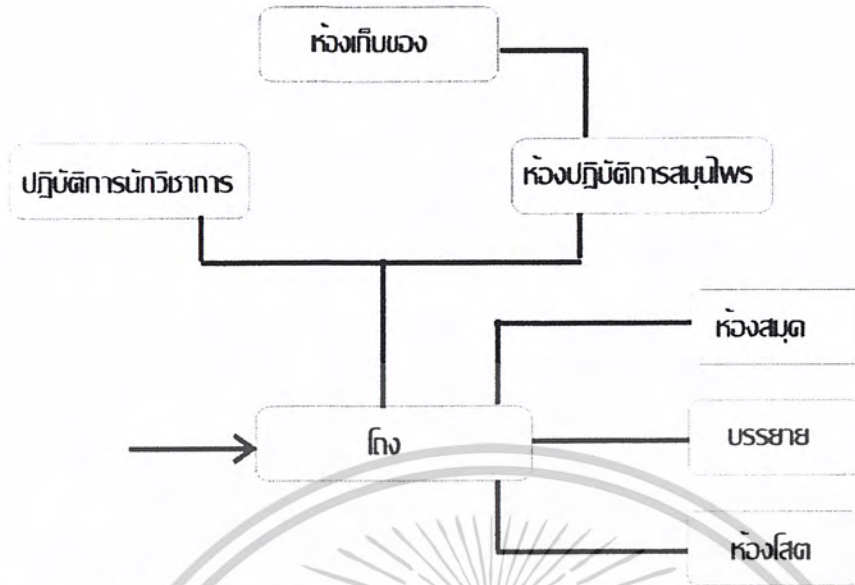 ห้องเก็บของ
ปฎิบัติการนักวิชาการ
ห้องปฎิบัติการสมุนไพร
ห้องสมุด
โถง
บรรยาย
ห้องโสต